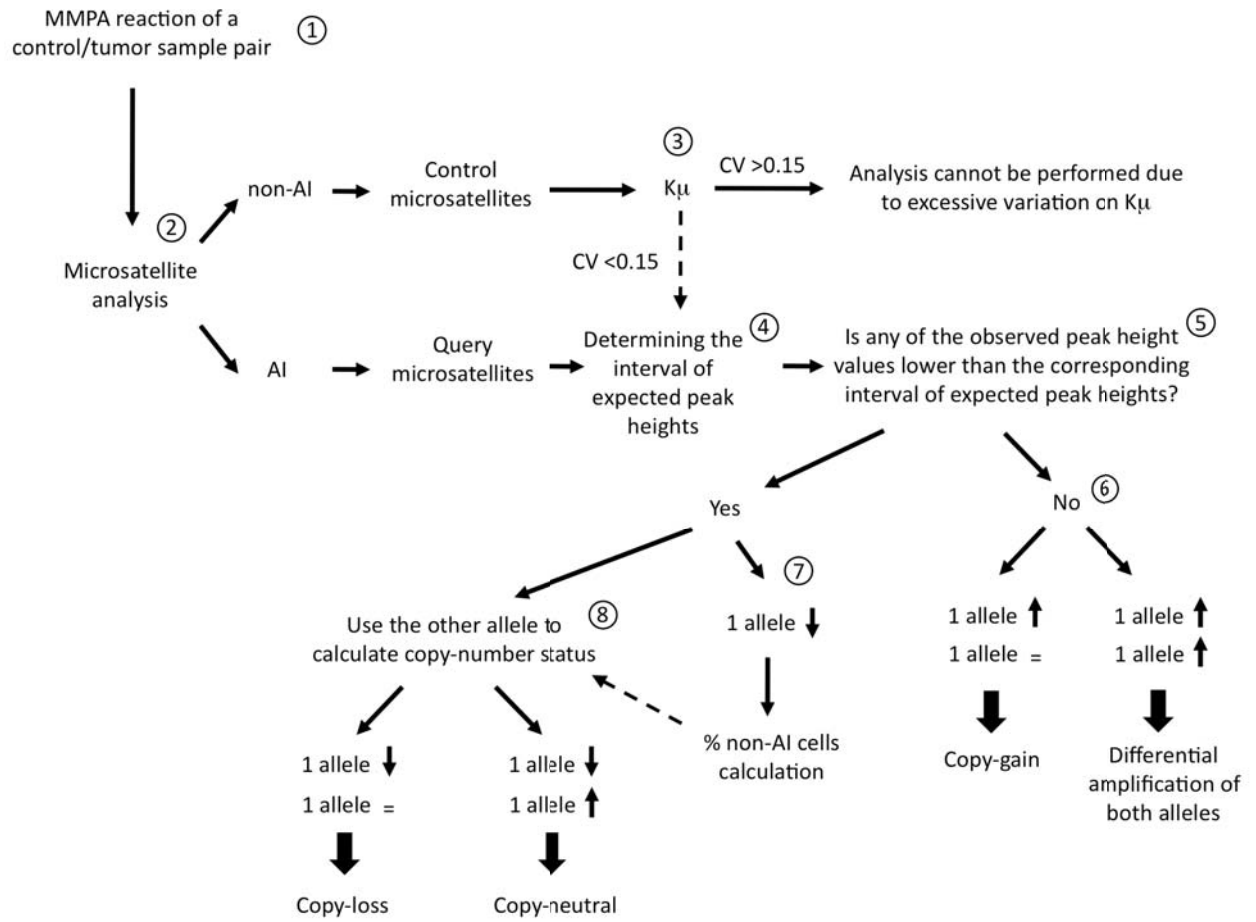 MMPA reaction of a
control/tumor sample pair
①
②
Microsatellite
analysis
non-AI
Control
microsatellites
③
Kμ
CV >0.15
Analysis cannot be performed due
to excessive variation on Kμ
CV <0.15
AI
Query
microsatellites
④
Determining the
interval of
expected peak
heights
⑤
Is any of the observed peak height
values lower than the corresponding
interval of expected peak heights?
Yes
No
⑥
⑦
1 allele ↓
% non-AI cells
calculation
⑧
Use the other allele to
calculate copy-number status
1 allele ↓
1 allele =
Copy-loss
1 allele ↓
1 allele ↑
Copy-neutral
1 allele ↑
1 allele =
Copy-gain
1 allele ↑
1 allele ↑
Differential
amplification of
both alleles